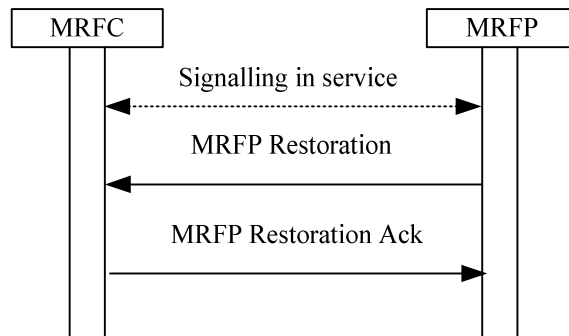 MRFC
MRFP
Signalling in service
MRFP Restoration
MRFP Restoration Ack